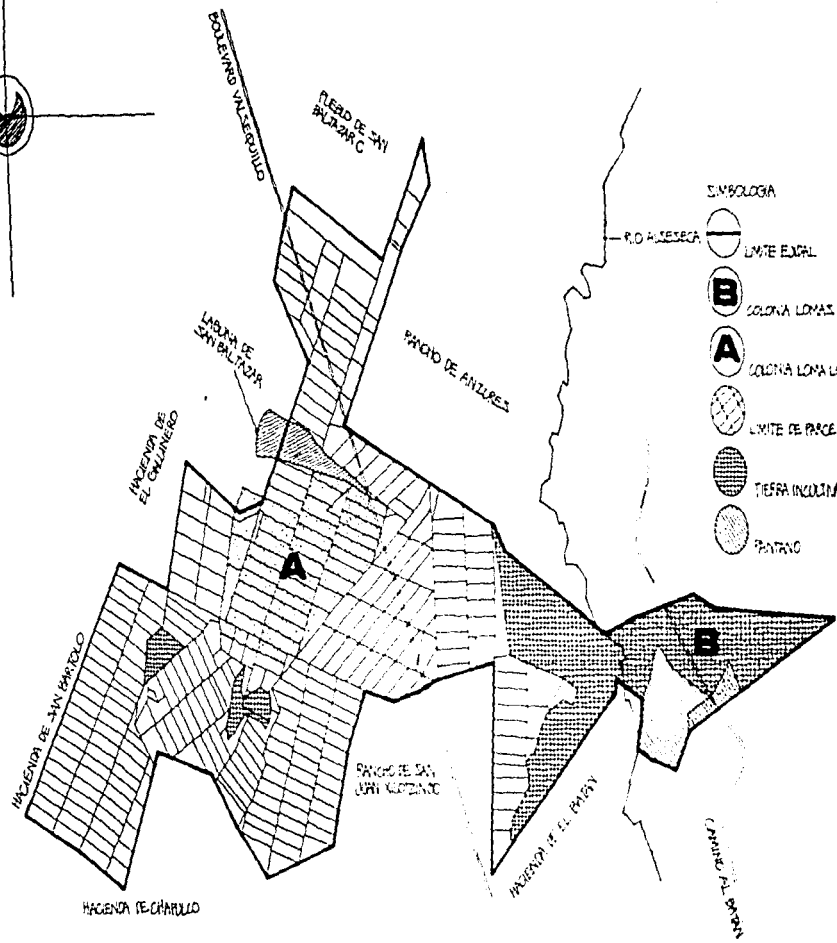 BOULEVARD VALSEQUILLO
PUEBLO DE SAN
BALTAZAR C
SIMBOLOGIA
RIO ALSESECA
LIMITE EJIDAL
B
COLONIA LOMAS
A
COLONIA LOMA L
LIMITE DE PARCE
TIERRA INCULTIVA
PANTANO
LAGUNA DE
SAN BALTAZAR
RANCHO DE ANZURES
HACIENDA DE
EL GALLINERO
A
B
HACIENDA DE SAN BARTOLO
RANCHO DE SAN
JUAN
HACIENDA DE EL BATAN
CAMINO AL BATAN
HACIENDA DE CHAPULCO